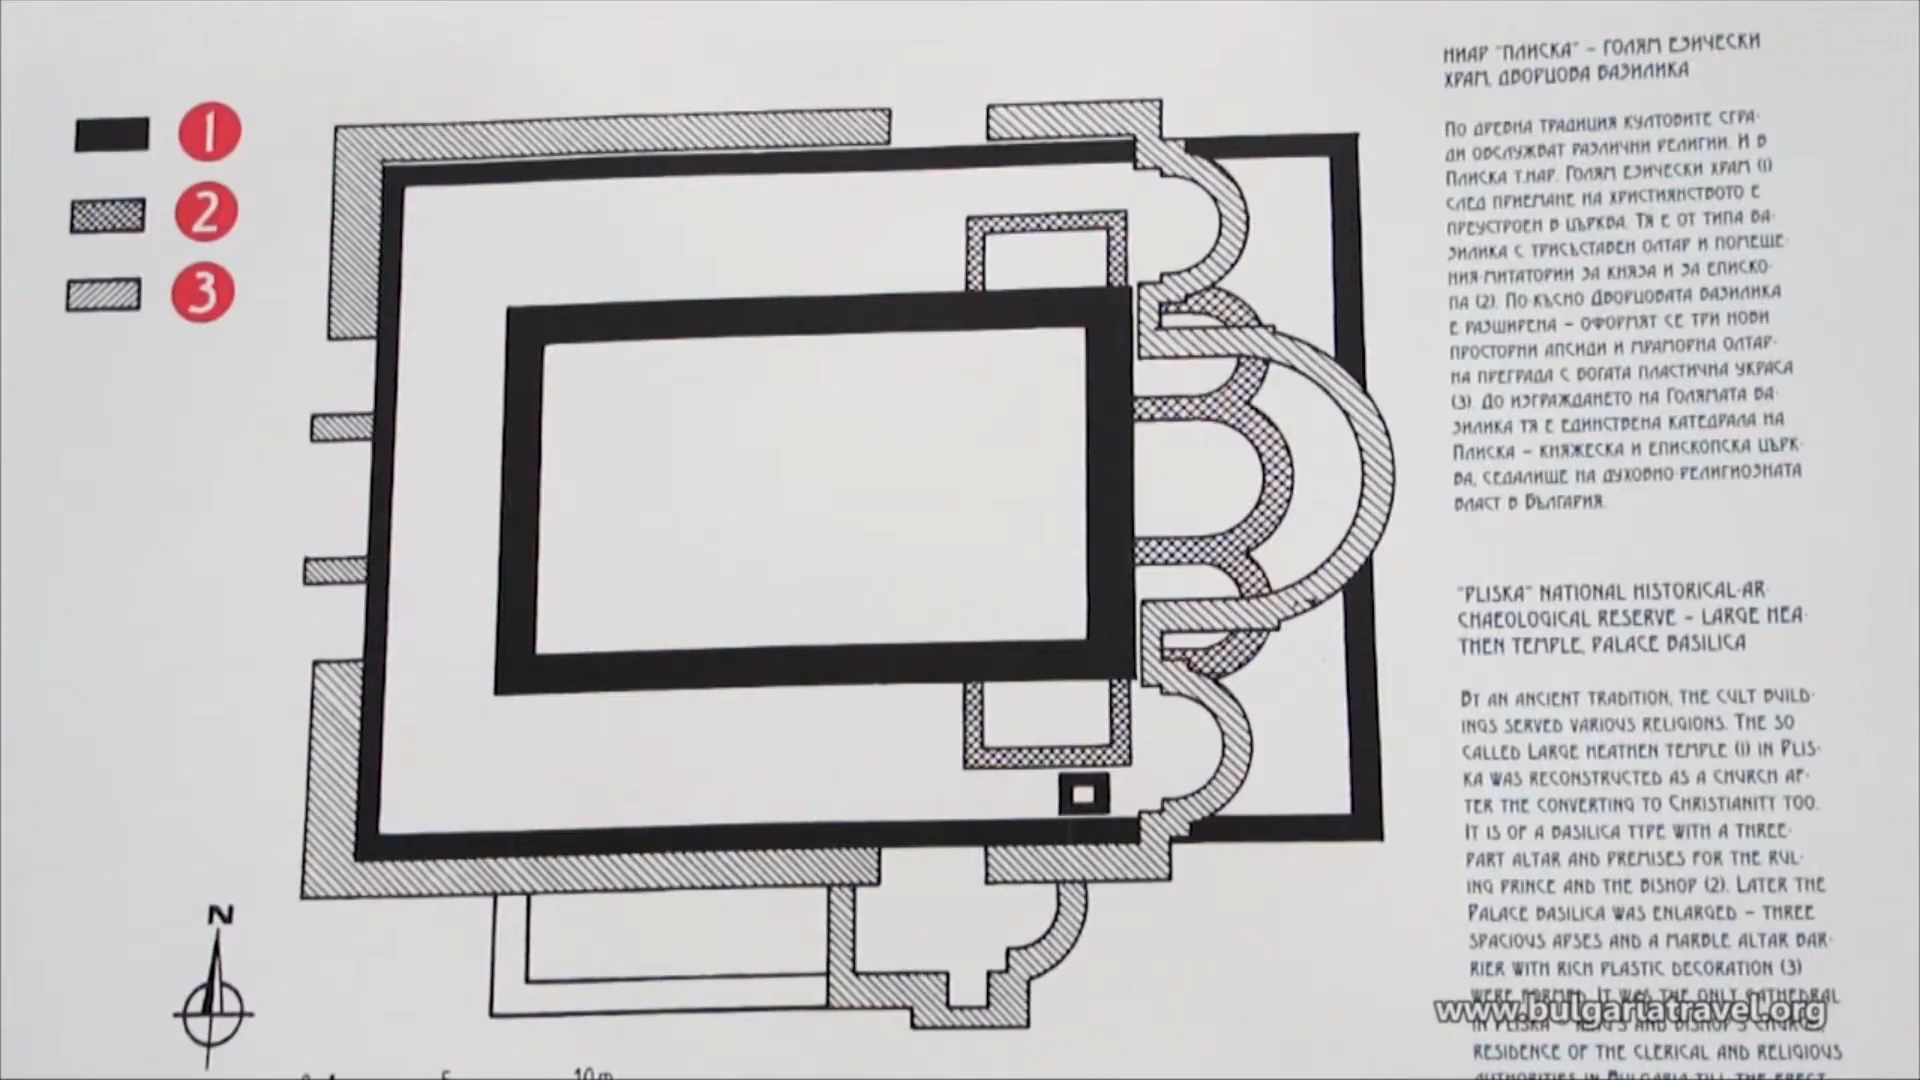 1
2
3
НИАР "ПЛИСКА" – ГОЛЯМ ЕЗИЧЕСКИ
ХРАМ, ДВОРЦОВА БАЗИЛИКА
ПО ДРЕВНА ТРАДИЦИЯ КУЛТОВИТЕ СГРА-
ДИ ОБСЛУЖВАТ РАЗЛИЧНИ РЕЛИГИИ. И В
ПЛИСКА Т.НАР. ГОЛЯМ ЕЗИЧЕСКИ ХРАМ (1)
СЛЕД ПРИЕМАНЕ НА ХРИСТИЯНСТВОТО Е
ПРЕУСТРОЕН В ЦЪРКВА. ТЯ Е ОТ ТИПА БА-
ЗИЛИКА С ТРИСЪСТАВЕН ОЛТАР И ПОМЕЩЕ-
НИЯ-МИТАТОРИИ ЗА КНЯЗА И ЗА ЕПИСКО-
ПА (2). ПО-КЪСНО ДВОРЦОВАТА БАЗИЛИКА
Е РАЗШИРЕНА – ОФОРМЯТ СЕ ТРИ НОВИ
ПРОСТОРНИ АПСИДИ И МРАМОРНА ОЛТАР-
НА ПРЕГРАДА С БОГАТА ПЛАСТИЧНА УКРАСА
(3). ДО ИЗГРАЖДАНЕТО НА ГОЛЯМАТА БА-
ЗИЛИКА ТЯ Е ЕДИНСТВЕНА КАТЕДРАЛА НА
ПЛИСКА – КНЯЖЕСКА И ЕПИСКОПСКА ЦЪРК-
ВА, СЕДАЛИЩЕ НА ДУХОВНО-РЕЛИГИОЗНАТА
ВЛАСТ В БЪЛГАРИЯ.
"PLISKA" NATIONAL HISTORICAL-AR-
CHAEOLOGICAL RESERVE – LARGE HEA-
THEN TEMPLE, PALACE BASILICA
BY AN ANCIENT TRADITION, THE CULT BUILD-
INGS SERVED VARIOUS RELIGIONS. THE SO
CALLED LARGE HEATHEN TEMPLE (1) IN PLIS-
KA WAS RECONSTRUCTED AS A CHURCH AF-
TER THE CONVERTING TO CHRISTIANITY TOO.
IT IS OF A BASILICA TYPE WITH A THREE-
PART ALTAR AND PREMISES FOR THE RUL-
ING PRINCE AND THE BISHOP (2). LATER THE
PALACE BASILICA WAS ENLARGED – THREE
SPACIOUS APSES AND A MARBLE ALTAR BAR-
RIER WITH RICH PLASTIC DECORATION (3)
WERE FORMED. IT WAS THE ONLY CATHEDRAL
www.bulgariatravel.org
IN PLISKA – KING'S AND BISHOP'S CHURCH,
RESIDENCE OF THE CLERICAL AND RELIGIOUS
AUTHORITIES IN BULGARIA TILL THE ERECT-
N
5 10 m